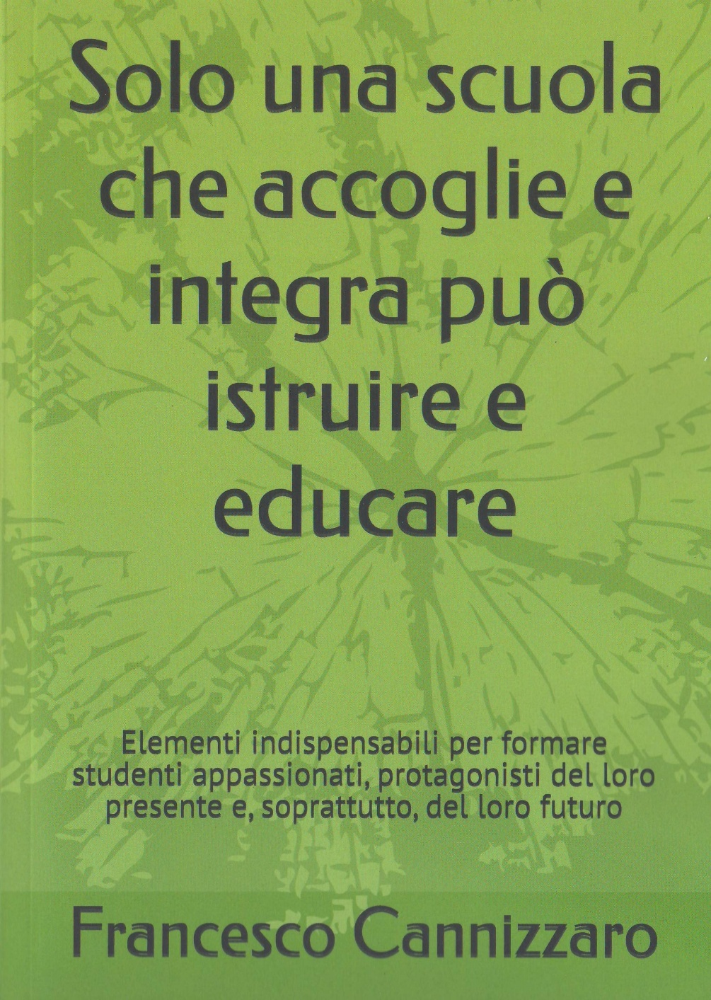 Solo una scuola
che accoglie e
integra può
istruire e
educare
Elementi indispensabili per formare
studenti appassionati, protagonisti del loro
presente e, soprattutto, del loro futuro
Francesco Cannizzaro